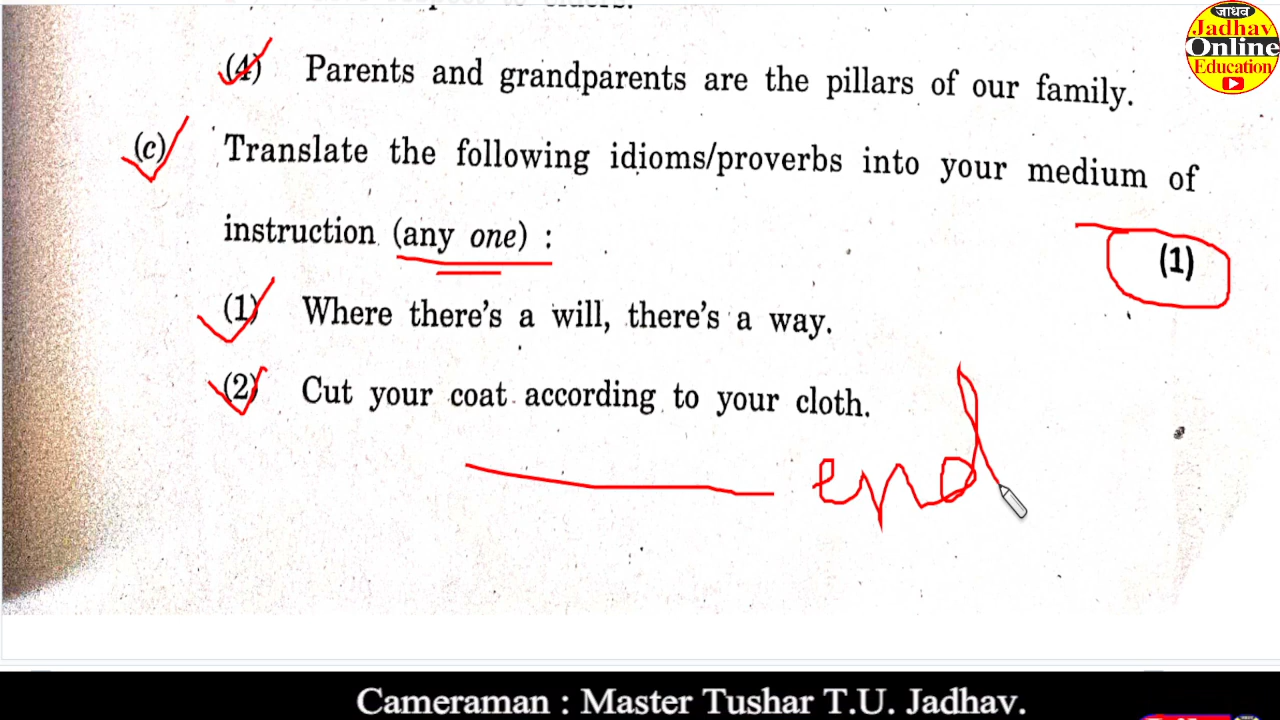 जाधव
Jadhav
Online
Education
(4) Parents and grandparents are the pillars of our family.
(c) Translate the following idioms/proverbs into your medium of
instruction (any one) :
(1)
(1) Where there's a will, there's a way.
(2) Cut your coat according to your cloth.
end
Cameraman : Master Tushar T.U. Jadhav.